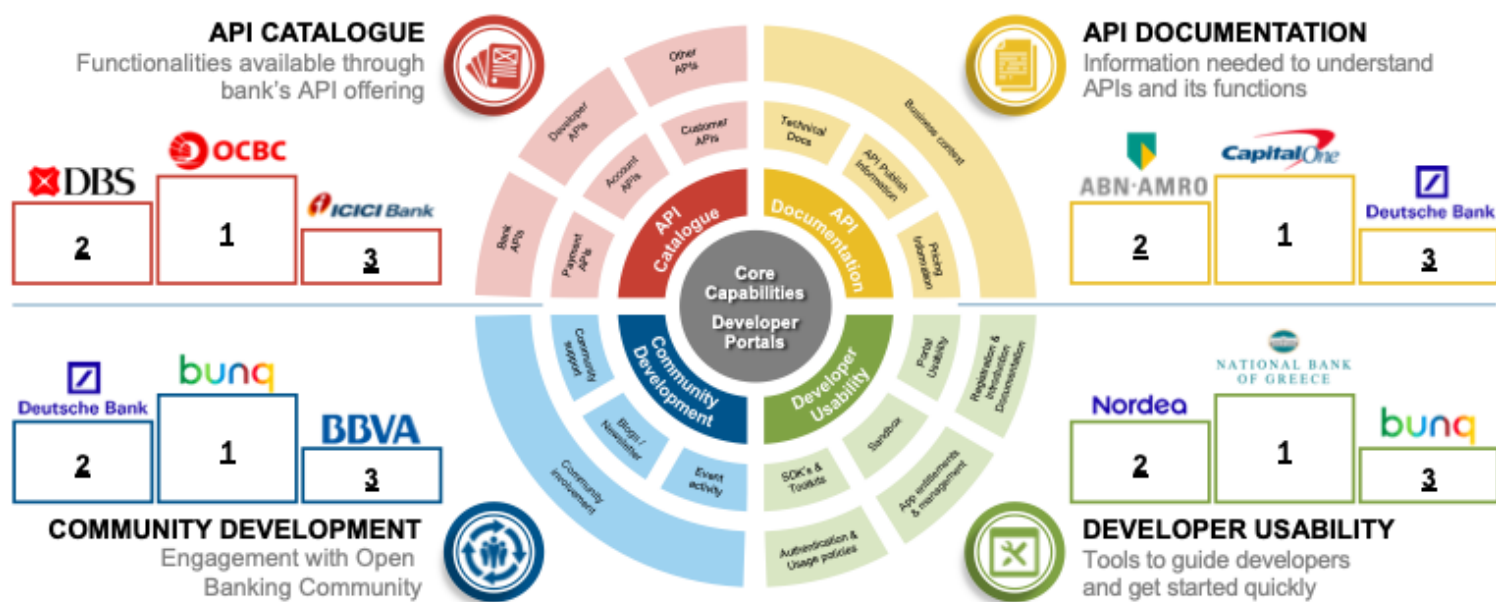 API CATALOGUE
Functionalities available through
bank's API offering
DBS
OCBC
ICICI Bank
2
1
3
API DOCUMENTATION
Information needed to understand
APIs and its functions
ABN·AMRO
CapitalOne
Deutsche Bank
2
1
3
Other
APIs
Developer
APIs
Bank
APIs
Customer
APIs
Account
APIs
Payment
APIs
API
Catalogue
Business context
Technical
Docs
API Publish
Information
Pricing
Information
API
Documentation
Core
Capabilities
Developer
Portals
Community
Development
Community
support
Blogs /
Newsletter
Event
activity
Community
involvement
Developer
Usability
Portal
Usability
Sandbox
SDK's &
Toolkits
Registration &
Introduction
Documentation
App entitlements
& management
Authentication &
Usage policies
Deutsche Bank
bunq
BBVA
2
1
3
COMMUNITY DEVELOPMENT
Engagement with Open
Banking Community
Nordea
NATIONAL BANK
OF GREECE
bunq
2
1
3
DEVELOPER USABILITY
Tools to guide developers
and get started quickly